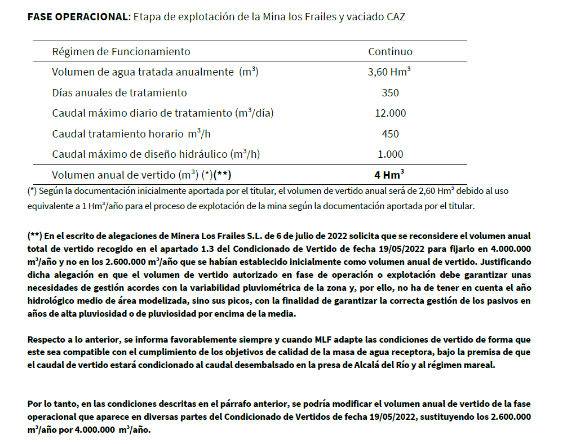 FASE OPERACIONAL: Etapa de explotación de la Mina los Frailes y vaciado CAZ
Régimen de Funcionamiento Continuo
Volumen de agua tratada anualmente (m³) 3,60 Hm³
Días anuales de tratamiento 350
Caudal máximo diario de tratamiento (m³/día) 12.000
Caudal tratamiento horario m³/h 450
Caudal máximo de diseño hidráulico (m³/h) 1.000
Volumen anual de vertido (m³) (*)(**) 4 Hm³
(*) Según la documentación inicialmente aportada por el titular, el volumen de vertido anual será de 2,60 Hm³ debido al uso
equivalente a 1 Hm³/año para el proceso de explotación de la mina según la documentación aportada por el titular.
(**) En el escrito de alegaciones de Minera Los Frailes S.L. de 6 de julio de 2022 solicita que se reconsidere el volumen anual
total de vertido recogido en el apartado 1.3 del Condicionado de Vertido de fecha 19/05/2022 para fijarlo en 4.000.000
m³/año y no en los 2.600.000 m³/año que se habían establecido inicialmente como volumen anual de vertido. Justificando
dicha alegación en que el volumen de vertido autorizado en fase de operación o explotación debe garantizar unas
necesidades de gestión acordes con la variabilidad pluviométrica de la zona y, por ello, no ha de tener en cuenta el año
hidrológico medio de área modelizada, sino sus picos, con la finalidad de garantizar la correcta gestión de los pasivos en
años de alta pluviosidad o de pluviosidad por encima de la media.
Respecto a lo anterior, se informa favorablemente siempre y cuando MLF adapte las condiciones de vertido de forma que
este sea compatible con el cumplimiento de los objetivos de calidad de la masa de agua receptora, bajo la premisa de que
el caudal de vertido estará condicionado al caudal desembalsado en la presa de Alcalá del Río y al régimen mareal.
Por lo tanto, en las condiciones descritas en el párrafo anterior, se podría modificar el volumen anual de vertido de la fase
operacional que aparece en diversas partes del Condicionado de Vertidos de fecha 19/05/2022, sustituyendo los 2.600.000
m³/año por 4.000.000 m³/año.